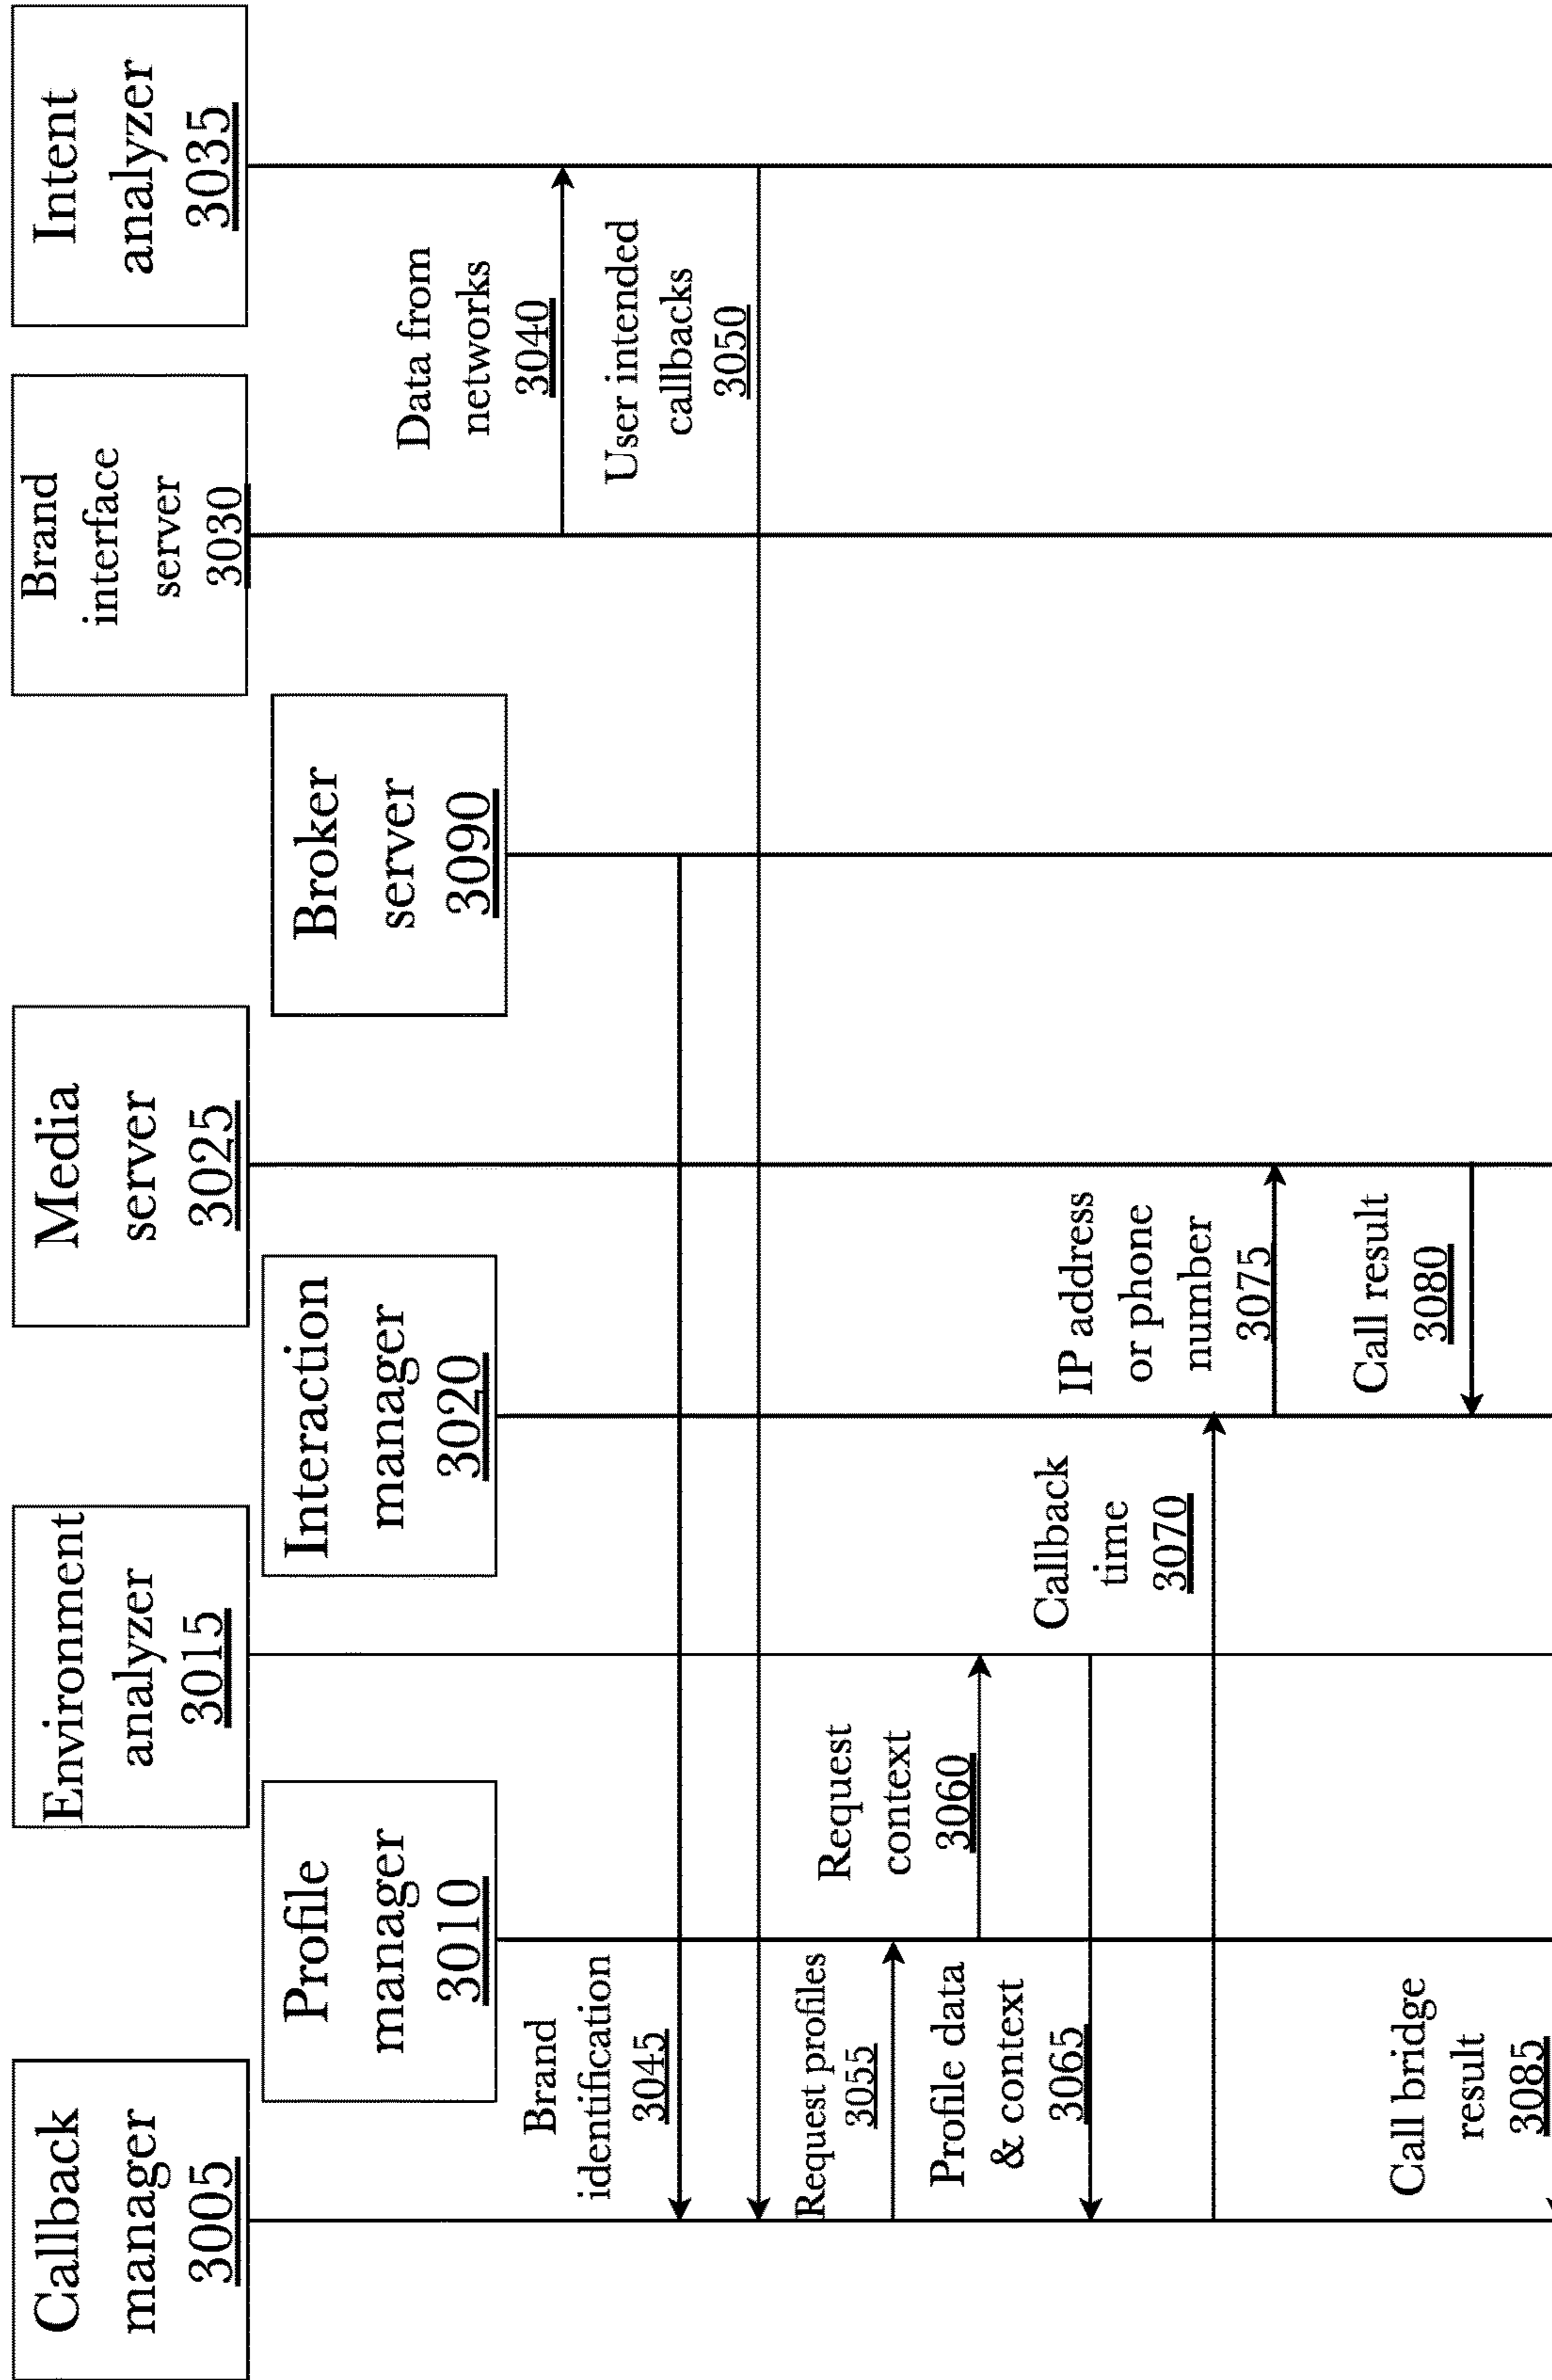 Callback
manager
3005
Profile
manager
3010
Environment
analyzer
3015
Interaction
manager
3020
Media
server
3025
Broker
server
3090
Brand
interface
server
3030
Intent
analyzer
3035
Data from
networks
3040
Brand
identification
3045
User intended
callbacks
3050
Request profiles
3055
Request
context
3060
Profile data
& context
3065
Callback
time
3070
IP address
or phone
number
3075
Call result
3080
Call bridge
result
3085